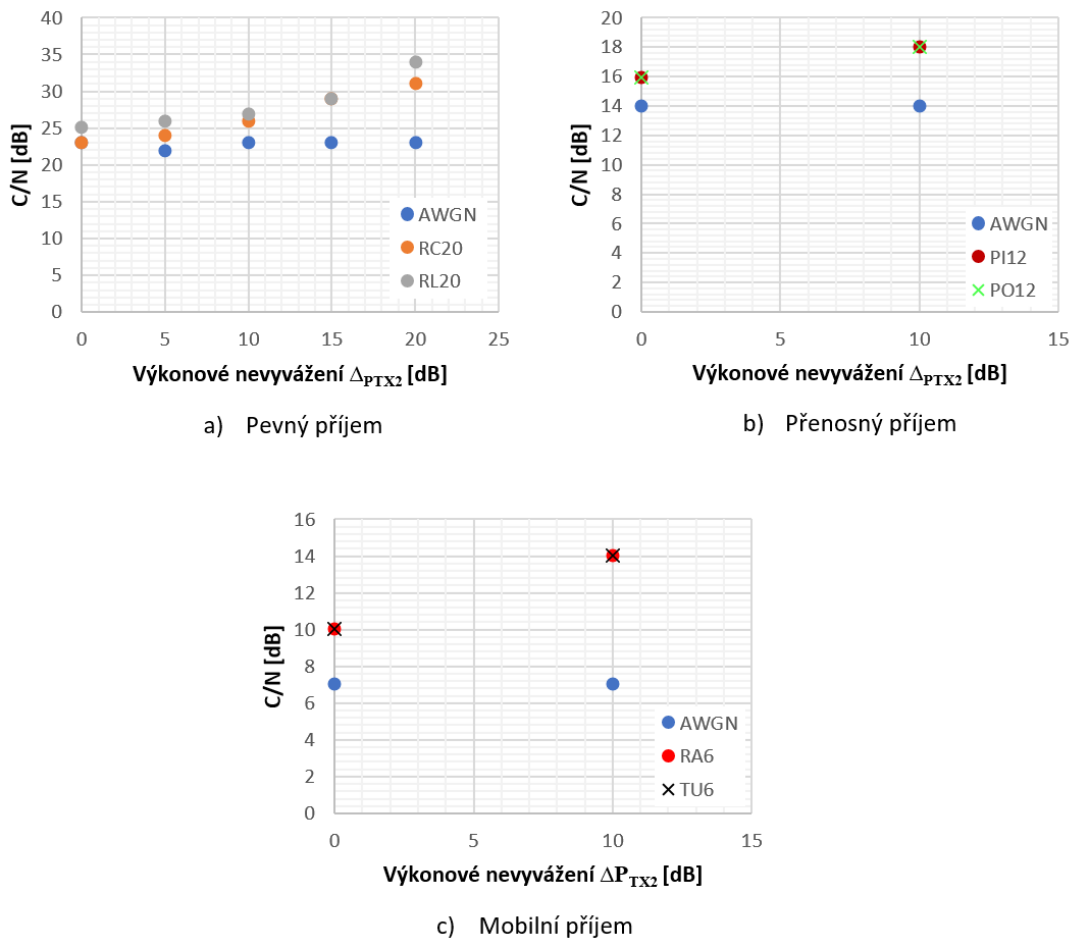 40
35
30
25
20
15
10
5
0
C/N [dB]
AWGN
RC20
RL20
0 5 10 15 20 25
Výkonové nevyvážení Δ_PTX2 [dB]
a) Pevný příjem
20
18
16
14
12
10
8
6
4
2
0
C/N [dB]
AWGN
PI12
PO12
0 5 10 15
Výkonové nevyvážení Δ_PTX2 [dB]
b) Přenosný příjem
16
14
12
10
8
6
4
2
0
C/N [dB]
AWGN
RA6
TU6
0 5 10 15
Výkonové nevyvážení ΔP_TX2 [dB]
c) Mobilní příjem